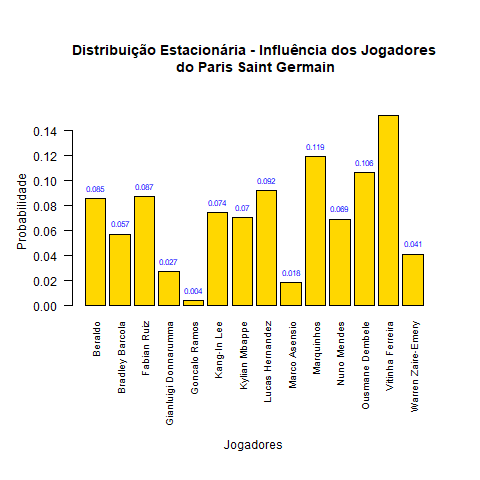 Distribuição Estacionária - Influência dos Jogadores
do Paris Saint Germain
Probabilidade
0.14
0.12
0.10
0.08
0.06
0.04
0.02
0.00
0.085
0.057
0.087
0.027
0.004
0.074
0.07
0.092
0.018
0.119
0.069
0.106
0.041
Beraldo
Bradley Barcola
Fabian Ruiz
Gianluigi Donnarumma
Goncalo Ramos
Kang-In Lee
Kylian Mbappe
Lucas Hernandez
Marco Asensio
Marquinhos
Nuno Mendes
Ousmane Dembele
Vitinha Ferreira
Warren Zaire-Emery
Jogadores